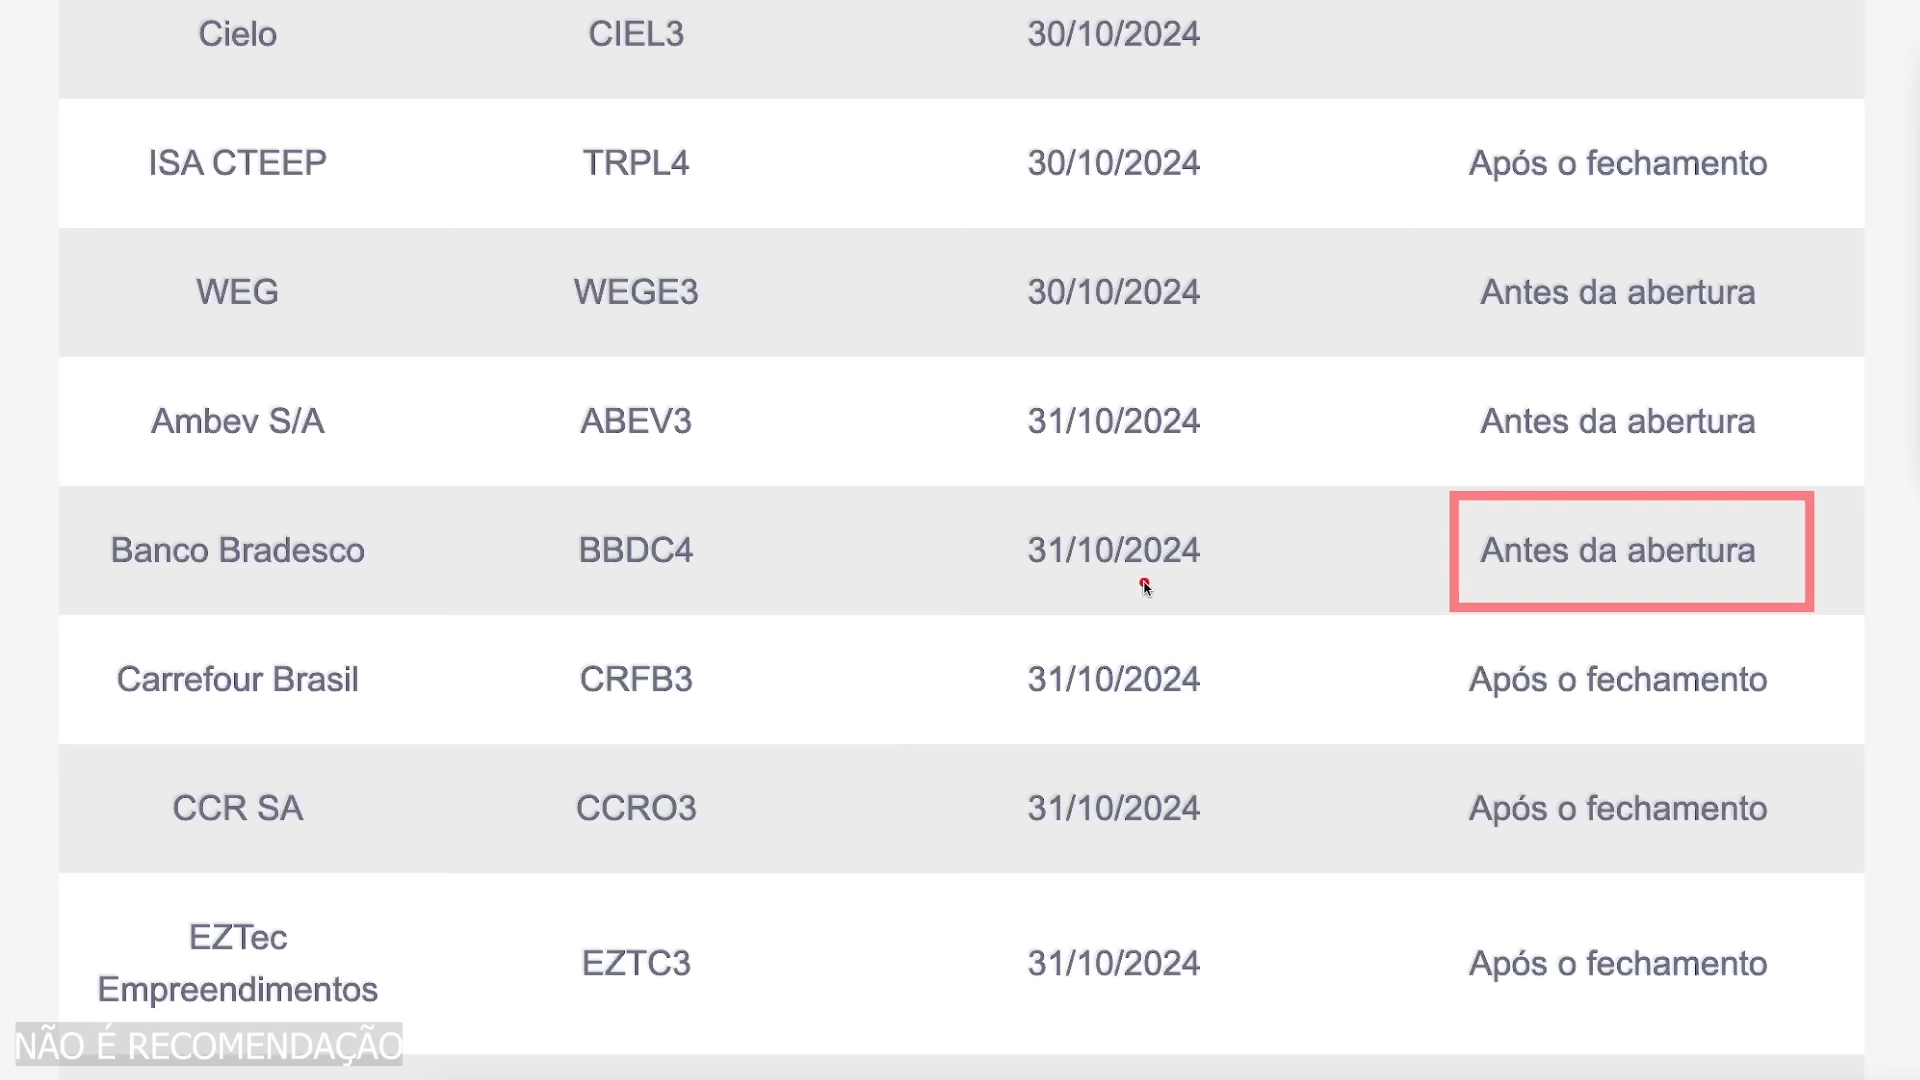 Cielo CIEL3 30/10/2024
ISA CTEEP TRPL4 30/10/2024 Após o fechamento
WEG WEGE3 30/10/2024 Antes da abertura
Ambev S/A ABEV3 31/10/2024 Antes da abertura
Banco Bradesco BBDC4 31/10/2024 Antes da abertura
Carrefour Brasil CRFB3 31/10/2024 Após o fechamento
CCR SA CCRO3 31/10/2024 Após o fechamento
EZTec
Empreendimentos EZTC3 31/10/2024 Após o fechamento
NÃO É RECOMENDAÇÃO